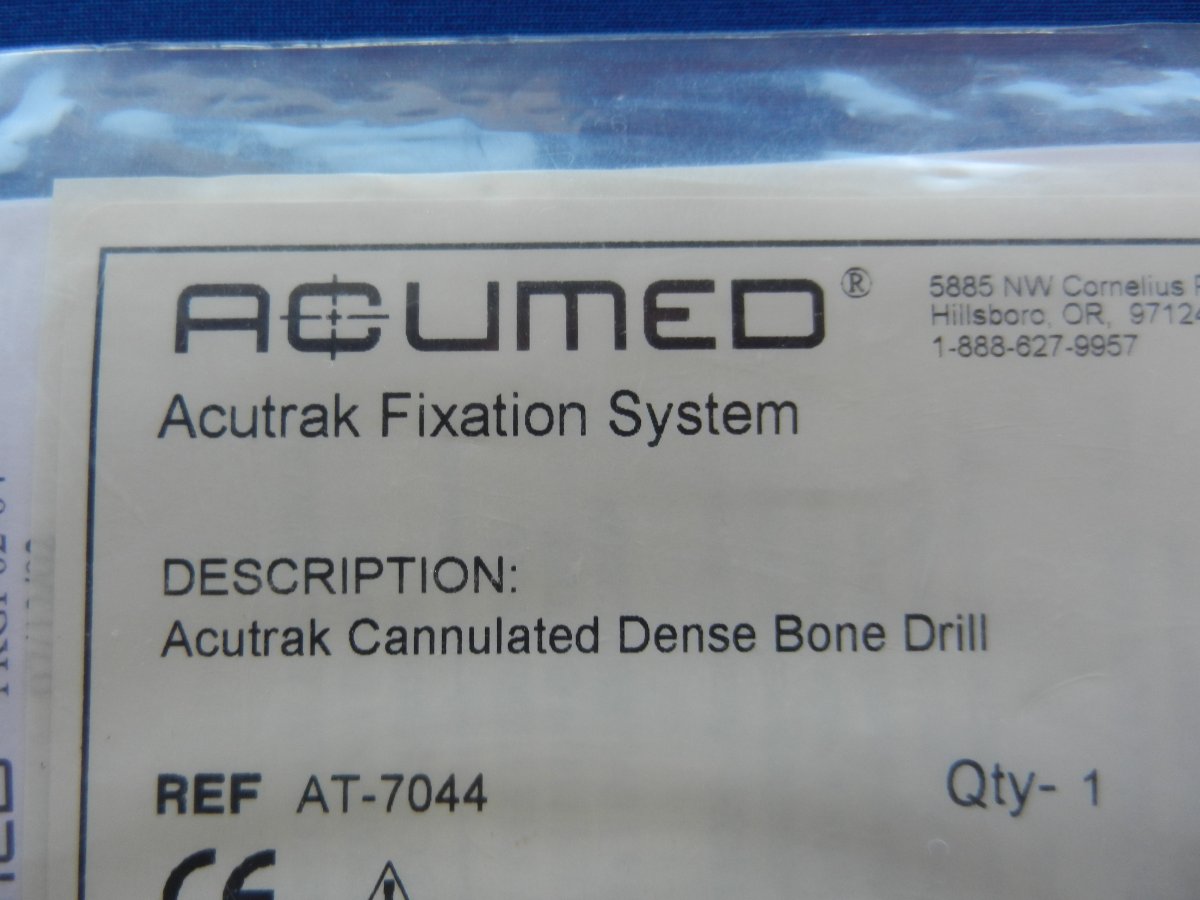 ACUMED®
5885 NW Cornelius
Hillsboro, OR, 97124
1-888-627-9957
Acutrak Fixation System
DESCRIPTION:
Acutrak Cannulated Dense Bone Drill
REF AT-7044
Qty- 1
CE